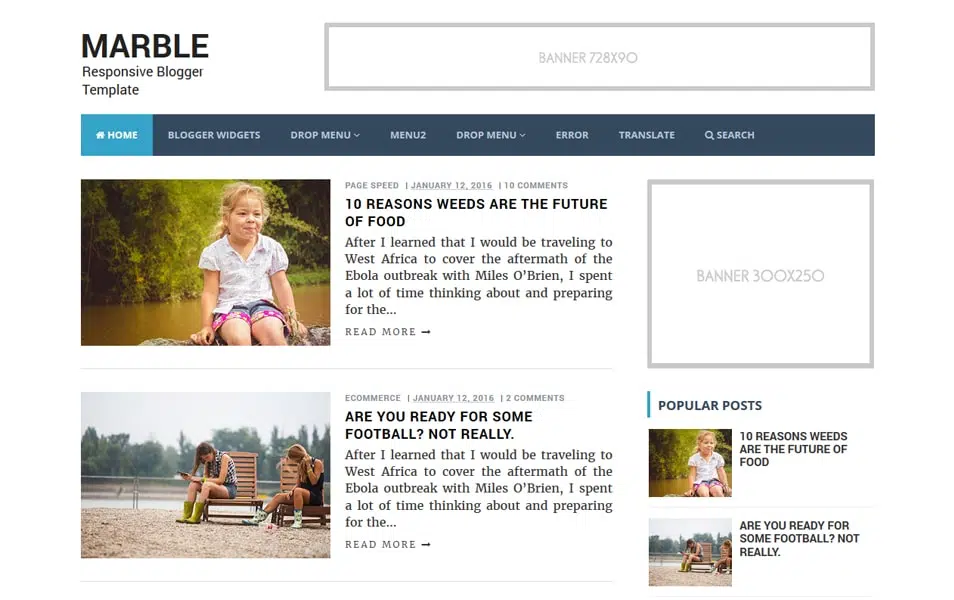 MARBLE
Responsive Blogger
Template
BANNER 728X90
HOME BLOGGER WIDGETS DROP MENU MENU2 DROP MENU ERROR TRANSLATE SEARCH
PAGE SPEED | JANUARY 12, 2016 | 10 COMMENTS
10 REASONS WEEDS ARE THE FUTURE
OF FOOD
After I learned that I would be traveling to
West Africa to cover the aftermath of the
Ebola outbreak with Miles O’Brien, I spent
a lot of time thinking about and preparing
for the...
READ MORE
ECOMMERCE | JANUARY 12, 2016 | 2 COMMENTS
ARE YOU READY FOR SOME
FOOTBALL? NOT REALLY.
After I learned that I would be traveling to
West Africa to cover the aftermath of the
Ebola outbreak with Miles O’Brien, I spent
a lot of time thinking about and preparing
for the...
READ MORE
BANNER 300X250
POPULAR POSTS
10 REASONS WEEDS
ARE THE FUTURE OF
FOOD
ARE YOU READY FOR
SOME FOOTBALL? NOT
REALLY.